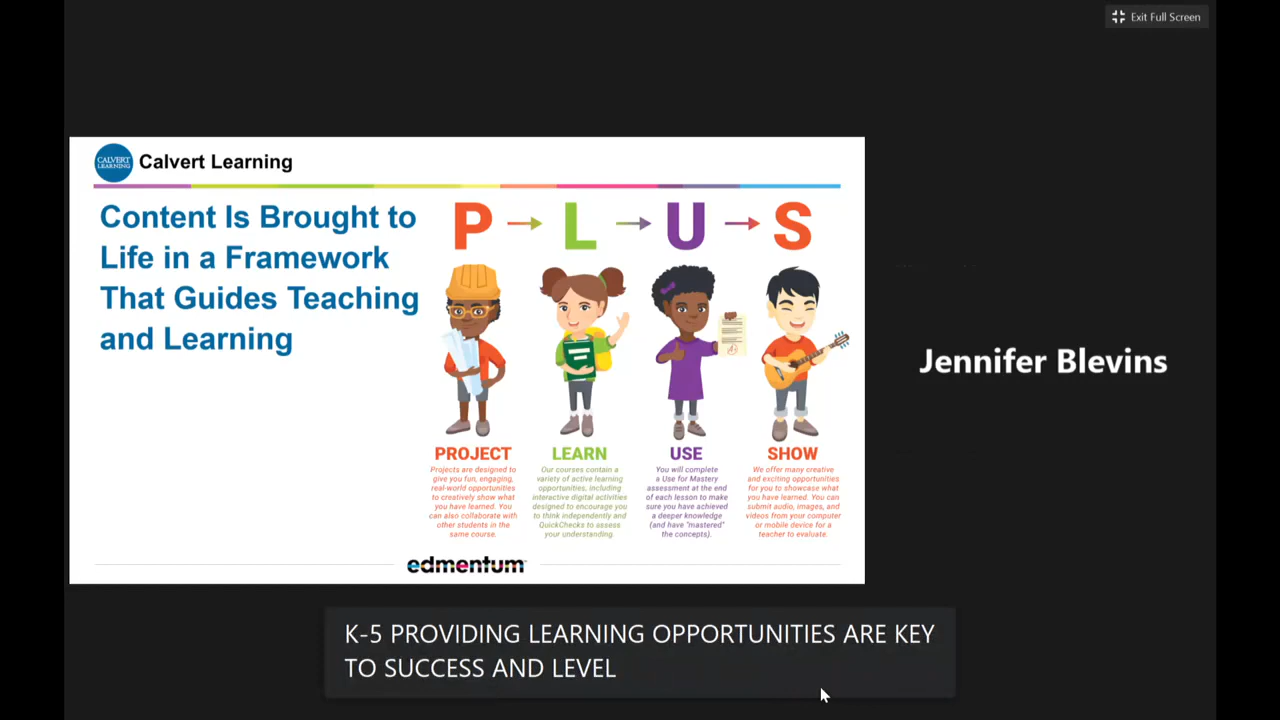 Exit Full Screen
CALVERT
LEARNING
Calvert Learning
Content Is Brought to
Life in a Framework
That Guides Teaching
and Learning
P L U S
PROJECT
Projects are designed to
give you fun, engaging,
real-world opportunities
to creatively show what
you have learned. You
can also collaborate with
other students in the
same course.
LEARN
Our courses contain a
variety of active learning
opportunities, including
interactive digital activities
designed to encourage you
to think independently and
QuickChecks to assess
your understanding.
USE
You will complete
a Use for Mastery
assessment at the end
of each lesson to make
sure you have achieved
a deeper knowledge
(and have "mastered"
the concepts).
SHOW
We offer many creative
and exciting opportunities
for you to showcase what
you have learned. You can
submit audio, images, and
videos from your computer
or mobile device for a
teacher to evaluate.
edmentum
Jennifer Blevins
K-5 PROVIDING LEARNING OPPORTUNITIES ARE KEY
TO SUCCESS AND LEVEL